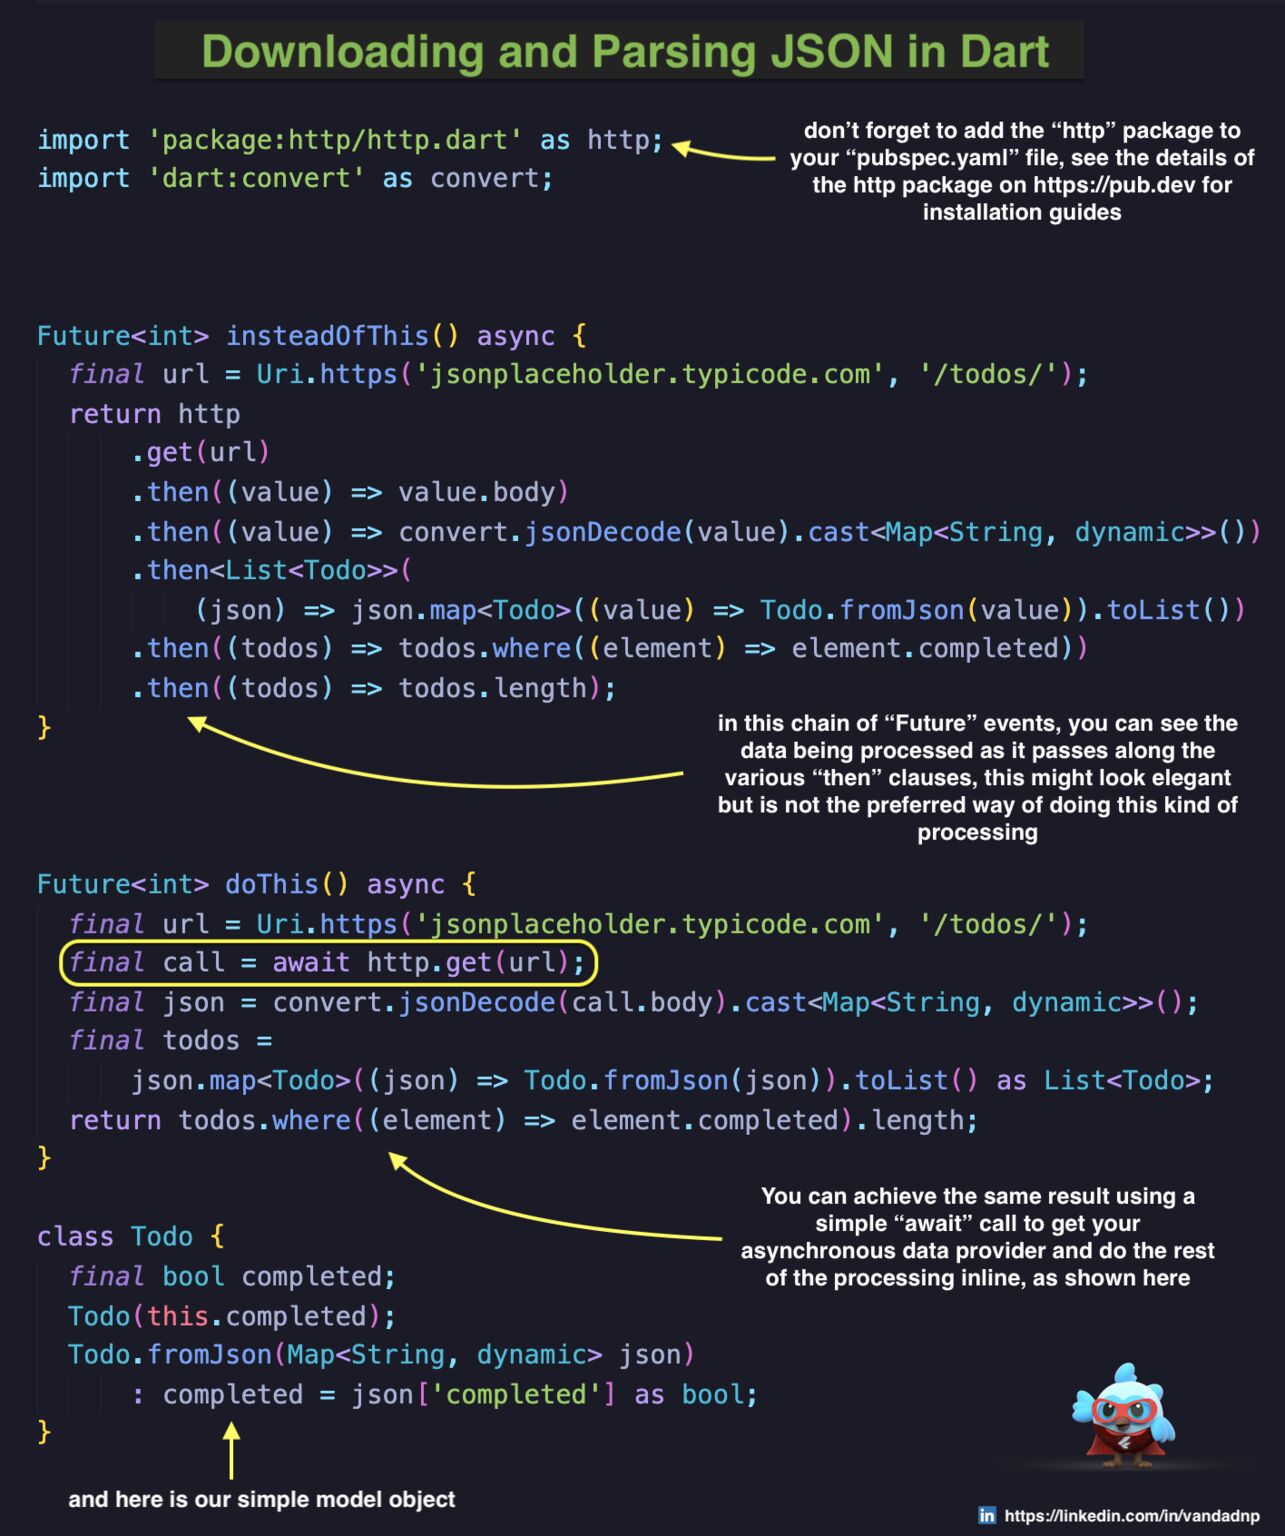 Downloading and Parsing JSON in Dart
import 'package:http/http.dart' as http;
import 'dart:convert' as convert;
don’t forget to add the “http” package to
your “pubspec.yaml” file, see the details of
the http package on https://pub.dev for
installation guides
Future<int> insteadOfThis() async {
  final url = Uri.https('jsonplaceholder.typicode.com', '/todos/');
  return http
      .get(url)
      .then((value) => value.body)
      .then((value) => convert.jsonDecode(value).cast<Map<String, dynamic>>())
      .then<List<Todo>>(
          (json) => json.map<Todo>((value) => Todo.fromJson(value)).toList())
      .then((todos) => todos.where((element) => element.completed))
      .then((todos) => todos.length);
}
in this chain of “Future” events, you can see the
data being processed as it passes along the
various “then” clauses, this might look elegant
but is not the preferred way of doing this kind of
processing
Future<int> doThis() async {
  final url = Uri.https('jsonplaceholder.typicode.com', '/todos/');
  final call = await http.get(url);
  final json = convert.jsonDecode(call.body).cast<Map<String, dynamic>>();
  final todos =
      json.map<Todo>((json) => Todo.fromJson(json)).toList() as List<Todo>;
  return todos.where((element) => element.completed).length;
}
You can achieve the same result using a
simple “await” call to get your
asynchronous data provider and do the rest
of the processing inline, as shown here
class Todo {
  final bool completed;
  Todo(this.completed);
  Todo.fromJson(Map<String, dynamic> json)
      : completed = json['completed'] as bool;
}
and here is our simple model object
in https://linkedin.com/in/vandadnp